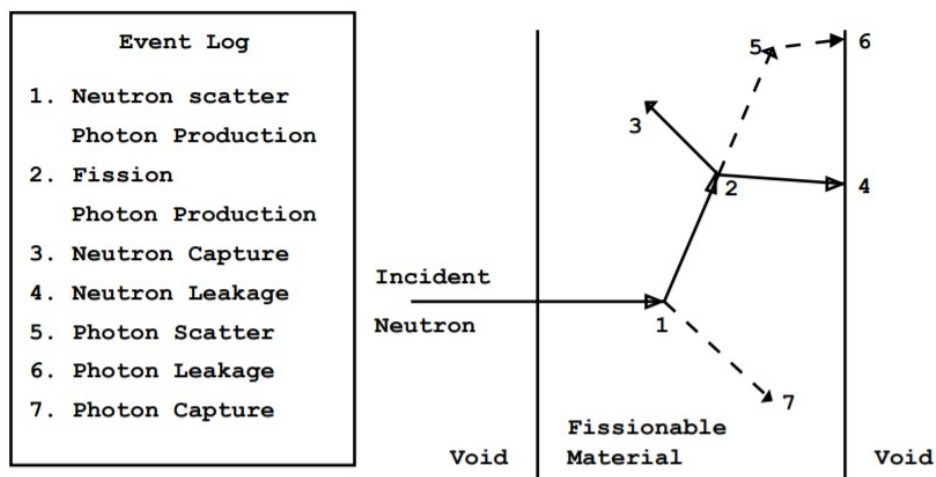 Event Log
1. Neutron scatter
Photon Production
2. Fission
Photon Production
3. Neutron Capture
4. Neutron Leakage
5. Photon Scatter
6. Photon Leakage
7. Photon Capture
5
6
3
2
4
Incident
Neutron
1
7
Fissionable
Void
Material
Void